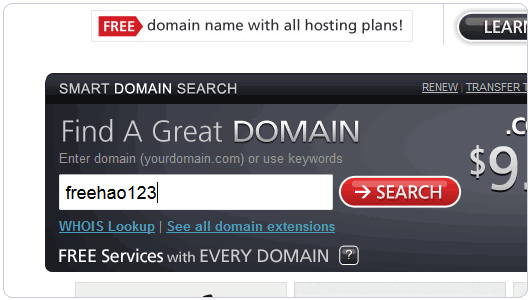 FREE domain name with all hosting plans!
LEARN
SMART DOMAIN SEARCH
RENEW | TRANSFER
Find A Great DOMAIN
Enter domain (yourdomain.com) or use keywords
$9.
freehao123
SEARCH
WHOIS Lookup | See all domain extensions
FREE Services with EVERY DOMAIN ?